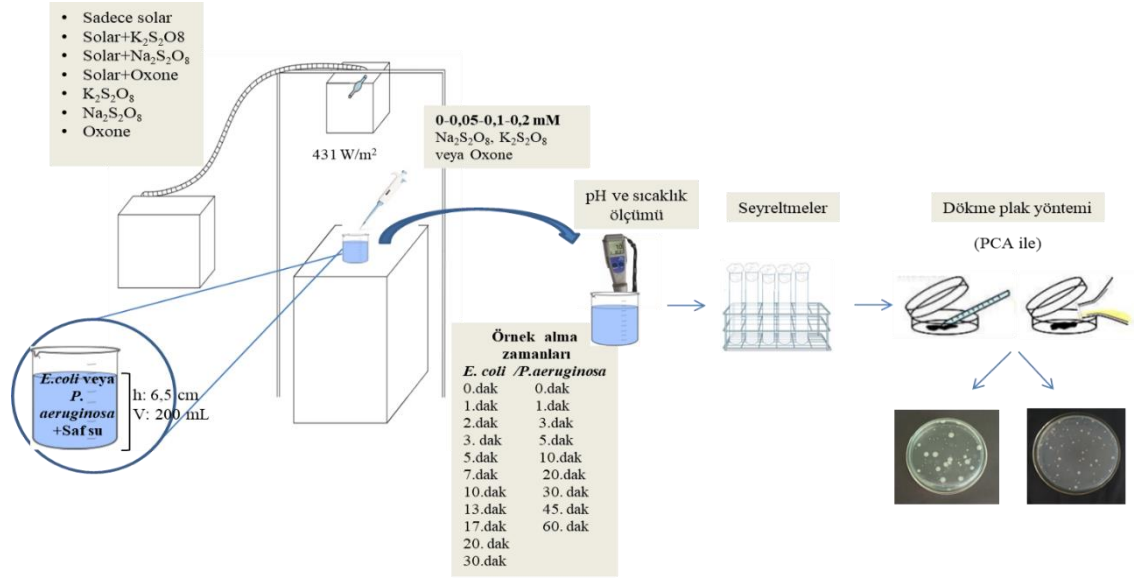 • Sadece solar
• Solar+K₂S₂O8
• Solar+Na₂S₂O₈
• Solar+Oxone
• K₂S₂O₈
• Na₂S₂O₈
• Oxone
431 W/m²
0-0,05-0,1-0,2 mM
Na₂S₂O₈, K₂S₂O₈
veya Oxone
E.coli veya
P.
aeruginosa
+Saf su
h: 6,5 cm
V: 200 mL
pH ve sıcaklık
ölçümü
Örnek alma
zamanları
E. coli /P.aeruginosa
0.dak 0.dak
1.dak 1.dak
2.dak 3.dak
3. dak 5.dak
5.dak 10.dak
7.dak 20.dak
10.dak 30. dak
13.dak 45. dak
17.dak 60. dak
20. dak
30.dak
Seyreltmeler
Dökme plak yöntemi
(PCA ile)